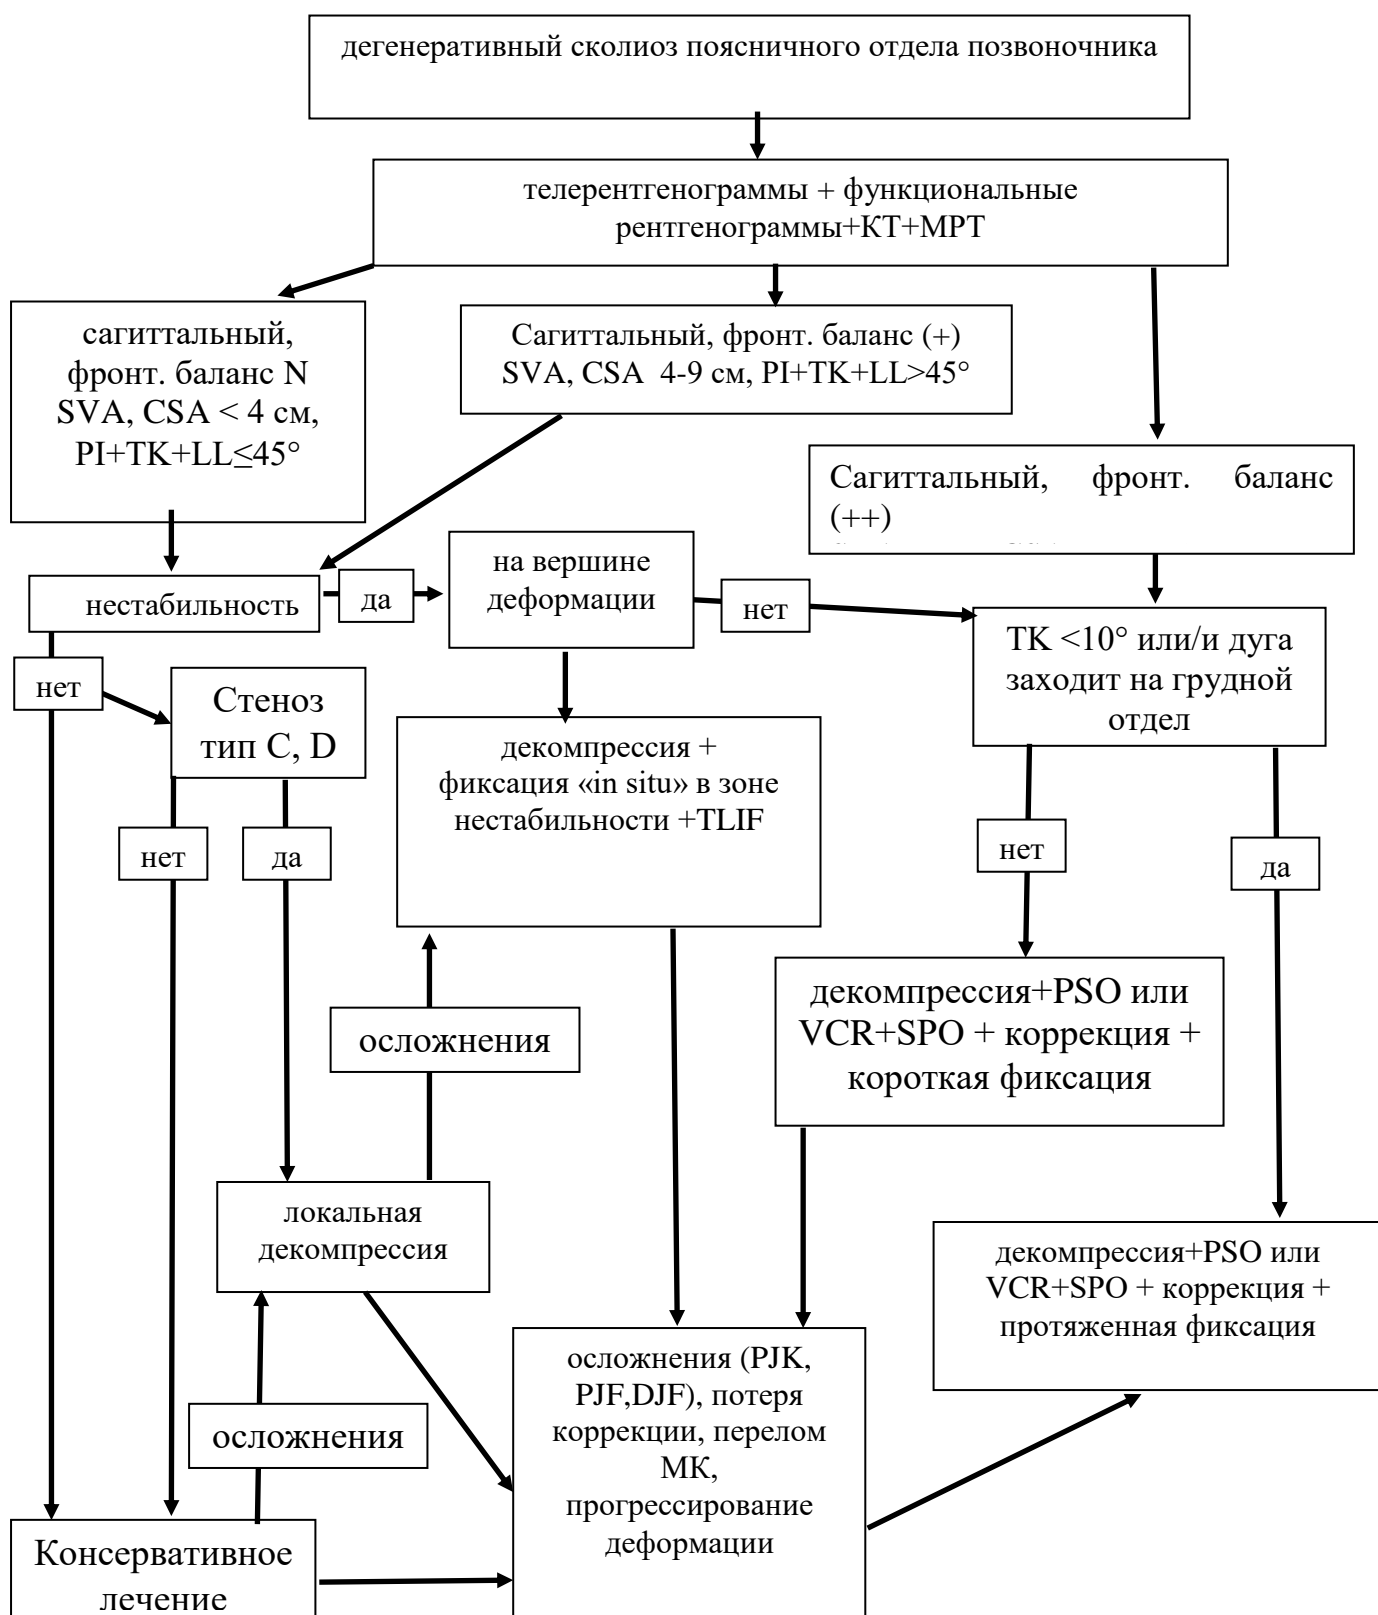 дегенеративный сколиоз поясничного отдела позвоночника
телерентгенограммы + функциональные
рентгенограммы+КТ+МРТ
сагиттальный,
фронт. баланс N
SVA, CSA < 4 см,
PI+TK+LL≤45°
Сагиттальный, фронт. баланс (+)
SVA, CSA 4-9 см, PI+TK+LL>45°
Сагиттальный, фронт. баланс
(++)
нестабильность
да
на вершине
деформации
нет
TK <10° или/и дуга
заходит на грудной
отдел
нет
Стеноз
тип C, D
декомпрессия +
фиксация «in situ» в зоне
нестабильности +TLIF
нет
да
нет
да
декомпрессия+PSO или
VCR+SPO + коррекция +
короткая фиксация
осложнения
локальная
декомпрессия
декомпрессия+PSO или
VCR+SPO + коррекция +
протяженная фиксация
осложнения (PJK,
PJF,DJF), потеря
коррекции, перелом
МК,
прогрессирование
деформации
осложнения
Консервативное
лечение